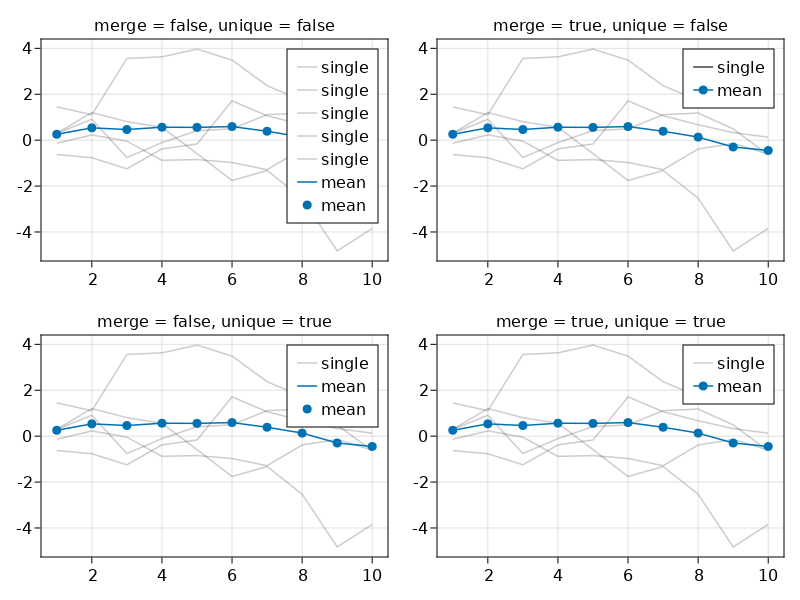 merge = false, unique = false
4
2
0
-2
-4
single
single
single
single
single
mean
mean
2 4 6 8 10
merge = true, unique = false
4
2
0
-2
-4
single
mean
2 4 6 8 10
merge = false, unique = true
4
2
0
-2
-4
single
mean
mean
2 4 6 8 10
merge = true, unique = true
4
2
0
-2
-4
single
mean
2 4 6 8 10